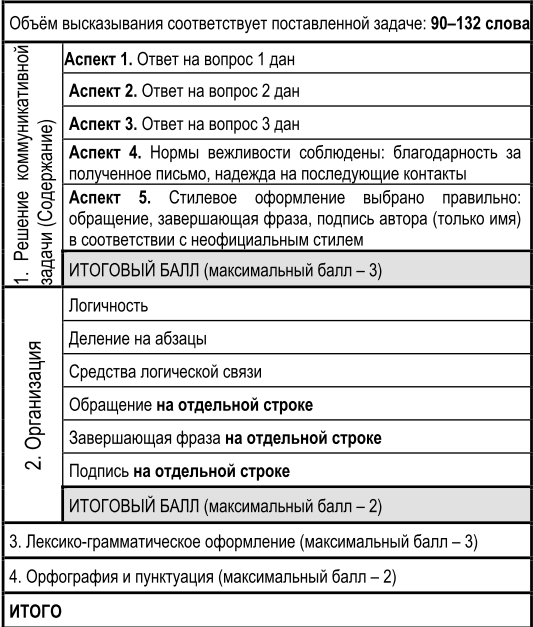 Объём высказывания соответствует поставленной задаче: 90–132 слова
1. Решение коммуникативной
задачи (Содержание)
Аспект 1. Ответ на вопрос 1 дан
Аспект 2. Ответ на вопрос 2 дан
Аспект 3. Ответ на вопрос 3 дан
Аспект 4. Нормы вежливости соблюдены: благодарность за
полученное письмо, надежда на последующие контакты
Аспект 5. Стилевое оформление выбрано правильно:
обращение, завершающая фраза, подпись автора (только имя)
в соответствии с неофициальным стилем
ИТОГОВЫЙ БАЛЛ (максимальный балл – 3)
2. Организация
Логичность
Деление на абзацы
Средства логической связи
Обращение на отдельной строке
Завершающая фраза на отдельной строке
Подпись на отдельной строке
ИТОГОВЫЙ БАЛЛ (максимальный балл – 2)
3. Лексико-грамматическое оформление (максимальный балл – 3)
4. Орфография и пунктуация (максимальный балл – 2)
ИТОГО